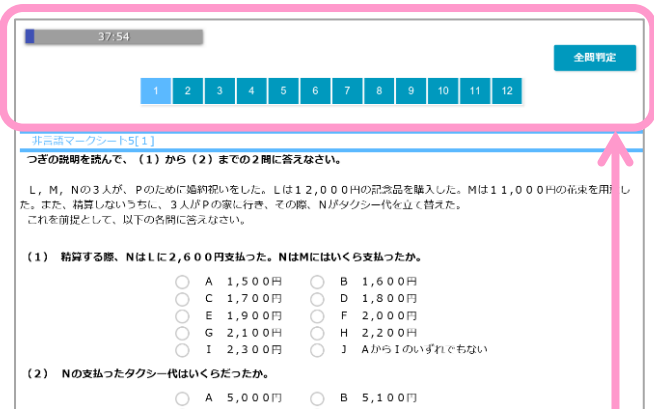 37:54
全問判定
1 2 3 4 5 6 7 8 9 10 11 12
非言語マークシート5[1]
つぎの説明を読んで、（1）から（2）までの2問に答えなさい。
L，M，Nの3人が、Pのために婚約祝いをした。Lは12,000円の記念品を購入した。Mは11,000円の花束を用意し
た。また、精算しないうちに、3人がPの家に行き、その際、Nがタクシー代を立て替えた。
これを前提として、以下の各問に答えなさい。
（1） 精算する際、NはLに2,600円支払った。NはMにはいくら支払ったか。
A 1,500円 B 1,600円
C 1,700円 D 1,800円
E 1,900円 F 2,000円
G 2,100円 H 2,200円
I 2,300円 J AからIのいずれでもない
（2） Nの支払ったタクシー代はいくらだったか。
A 5,000円 B 5,100円